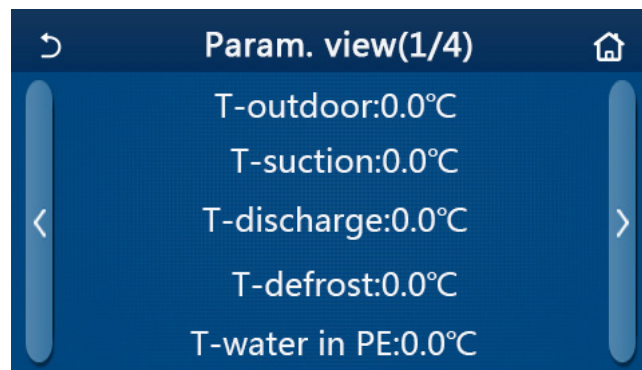 Param. view(1/4)
T-outdoor:0.0℃
T-suction:0.0℃
T-discharge:0.0℃
T-defrost:0.0℃
T-water in PE:0.0℃